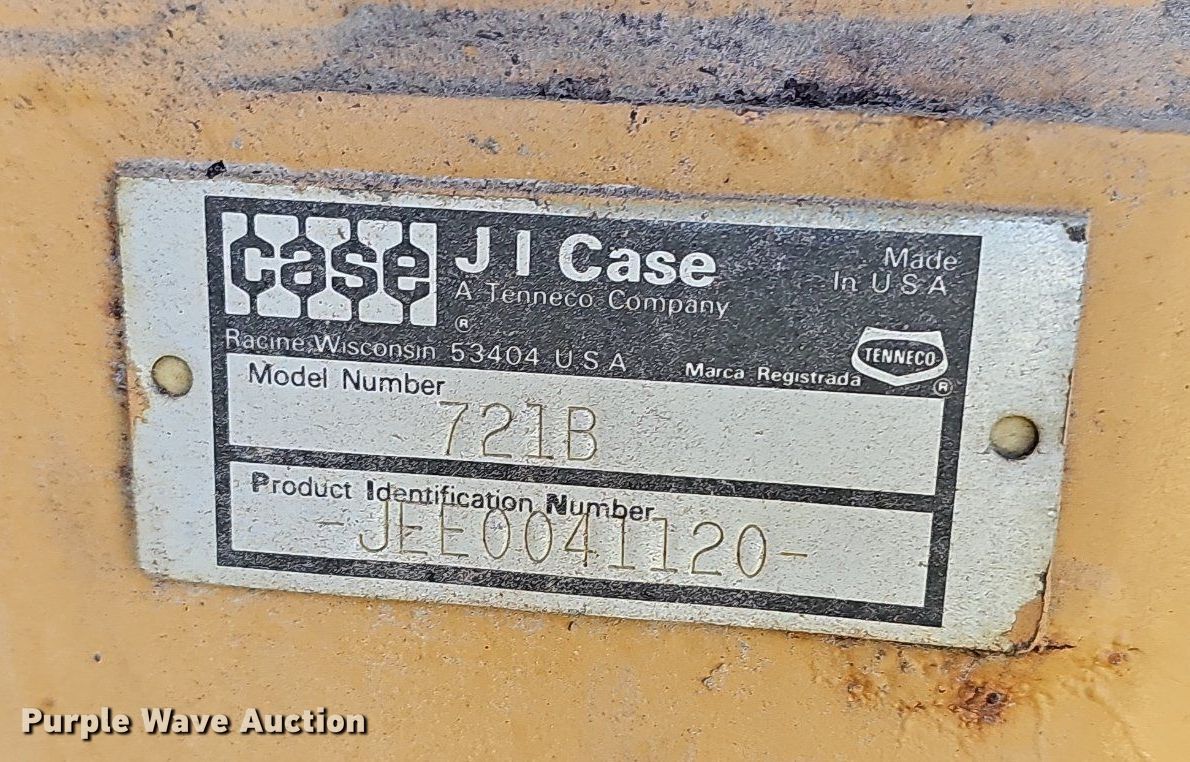 case
J I Case
Made
In U S A
A Tenneco Company
®
Racine, Wisconsin 53404 U S A
Marca Registrada
TENNECO
®
Model Number
721B
Product Identification Number
-JEE0041120-
Purple Wave Auction